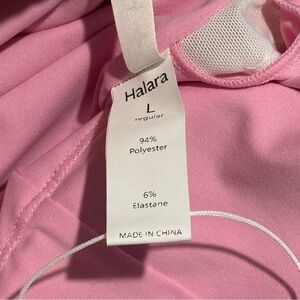 Halara
L
regular
94%
Polyester
6%
Elastane
MADE IN CHINA